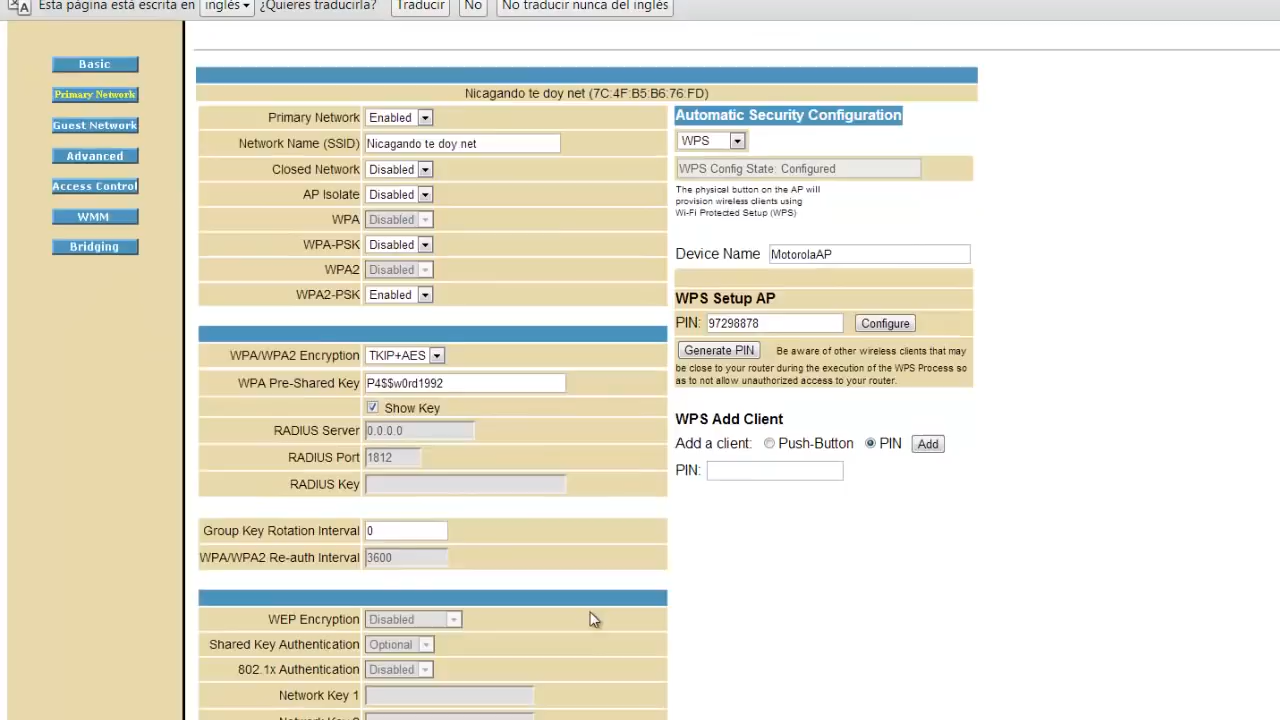 Esta página está escrita en inglés ¿Quieres traducirla? Traducir No No traducir nunca del inglés
Basic
Primary Network
Guest Network
Advanced
Access Control
WMM
Bridging
Nicagando te doy net (7C:4F:B5:B6:76:FD)
Primary Network Enabled
Network Name (SSID) Nicagando te doy net
Closed Network Disabled
AP Isolate Disabled
WPA Disabled
WPA-PSK Disabled
WPA2 Disabled
WPA2-PSK Enabled
WPA/WPA2 Encryption TKIP+AES
WPA Pre-Shared Key P4$$w0rd1992
Show Key
RADIUS Server 0.0.0.0
RADIUS Port 1812
RADIUS Key
Group Key Rotation Interval 0
WPA/WPA2 Re-auth Interval 3600
WEP Encryption Disabled
Shared Key Authentication Optional
802.1x Authentication Disabled
Network Key 1
Automatic Security Configuration
WPS
WPS Config State: Configured
The physical button on the AP will
provision wireless clients using
Wi-Fi Protected Setup (WPS)
Device Name MotorolaAP
WPS Setup AP
PIN: 97298878 Configure
Generate PIN Be aware of other wireless clients that may
be close to your router during the execution of the WPS Process so
as to not allow unauthorized access to your router.
WPS Add Client
Add a client: Push-Button PIN Add
PIN: